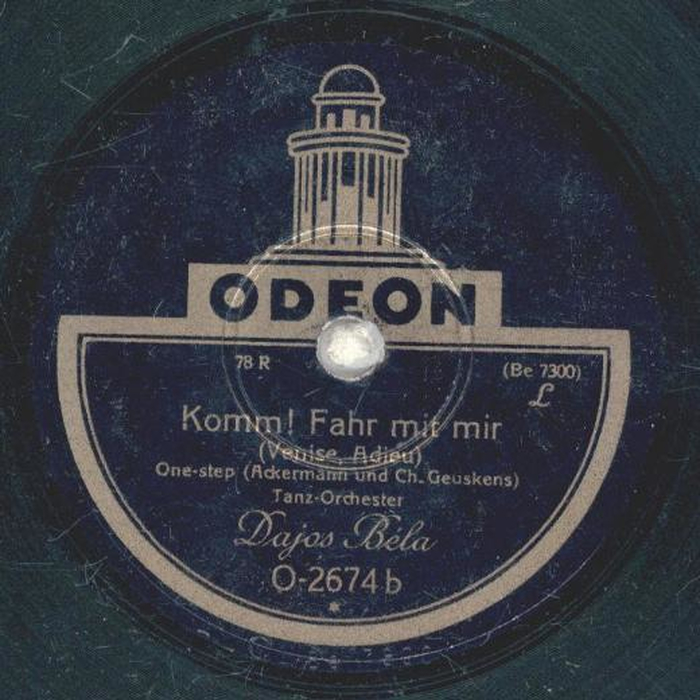 ODEON
78 R (Be 7300)
L
Komm! Fahr mit mir
(Venise, Adieu)
One-step (Ackermann und Ch. Geuskens)
Tanz-Orchester
Dajos Béla
O-2674 b
*